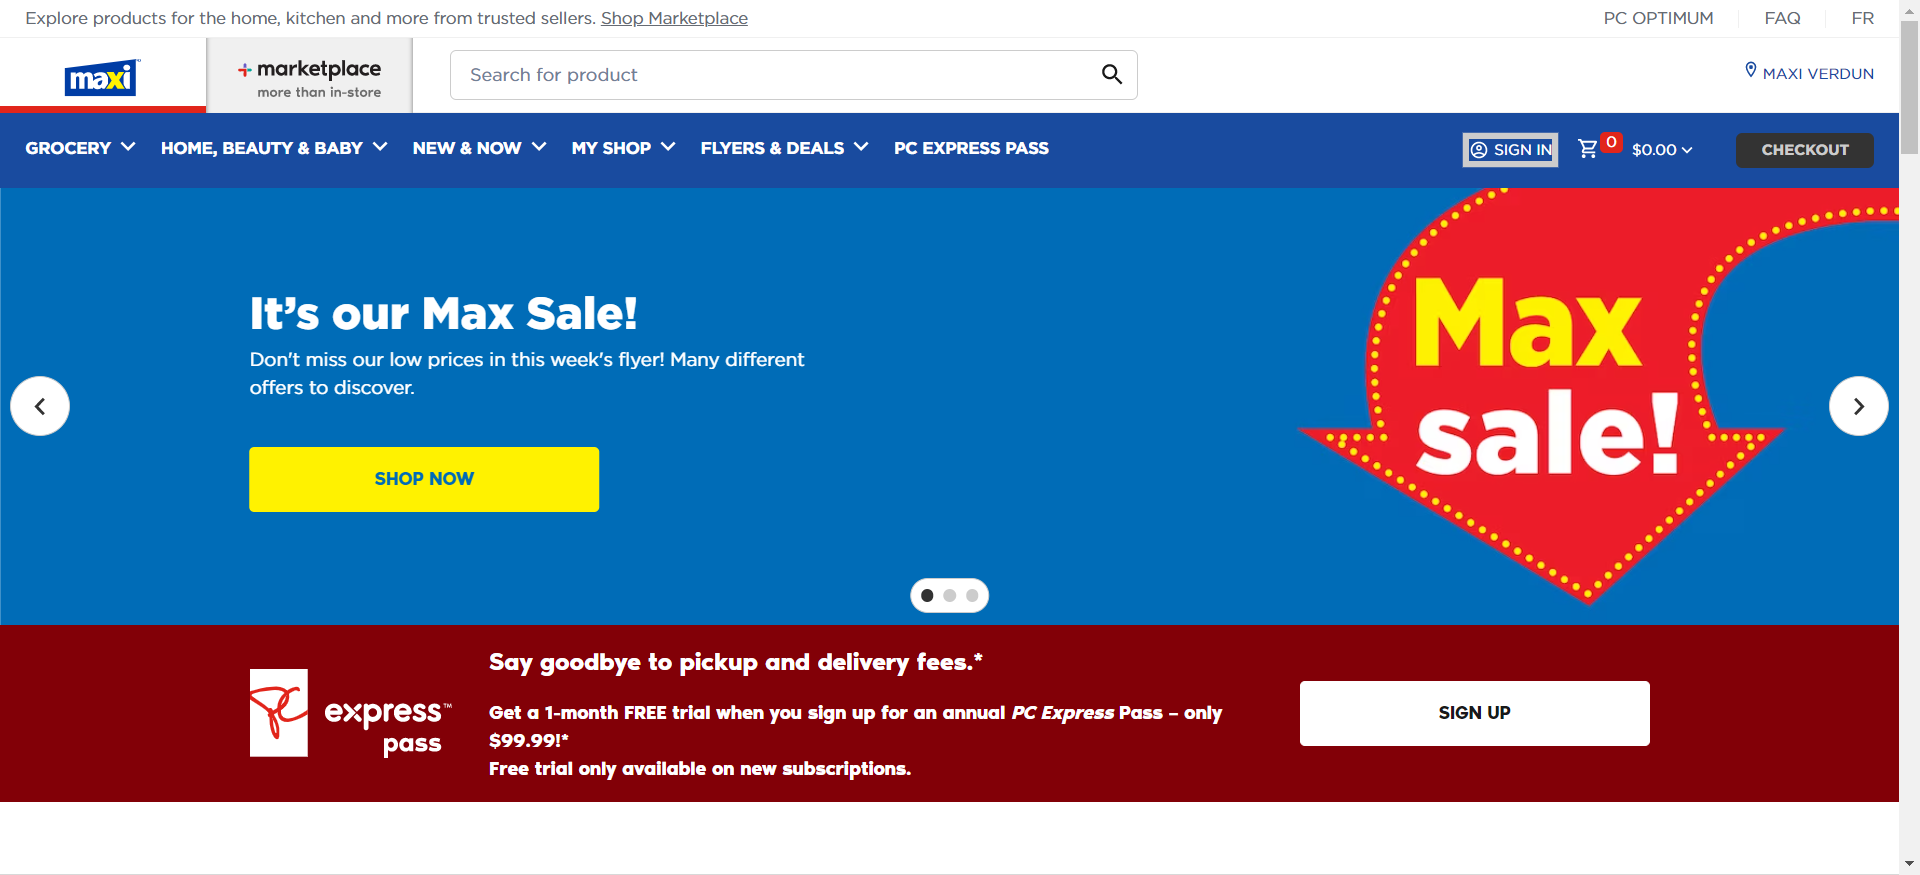 Explore products for the home, kitchen and more from trusted sellers. Shop Marketplace
PC OPTIMUM
FAQ
FR
maxi
marketplace
more than in-store
Search for product
MAXI VERDUN
GROCERY
HOME, BEAUTY & BABY
NEW & NOW
MY SHOP
FLYERS & DEALS
PC EXPRESS PASS
SIGN IN
0
$0.00
CHECKOUT
It's our Max Sale!
Don't miss our low prices in this week's flyer! Many different
offers to discover.
SHOP NOW
Max
sale!
PC
express™
pass
Say goodbye to pickup and delivery fees.*
Get a 1-month FREE trial when you sign up for an annual PC Express Pass – only
$99.99!*
Free trial only available on new subscriptions.
SIGN UP